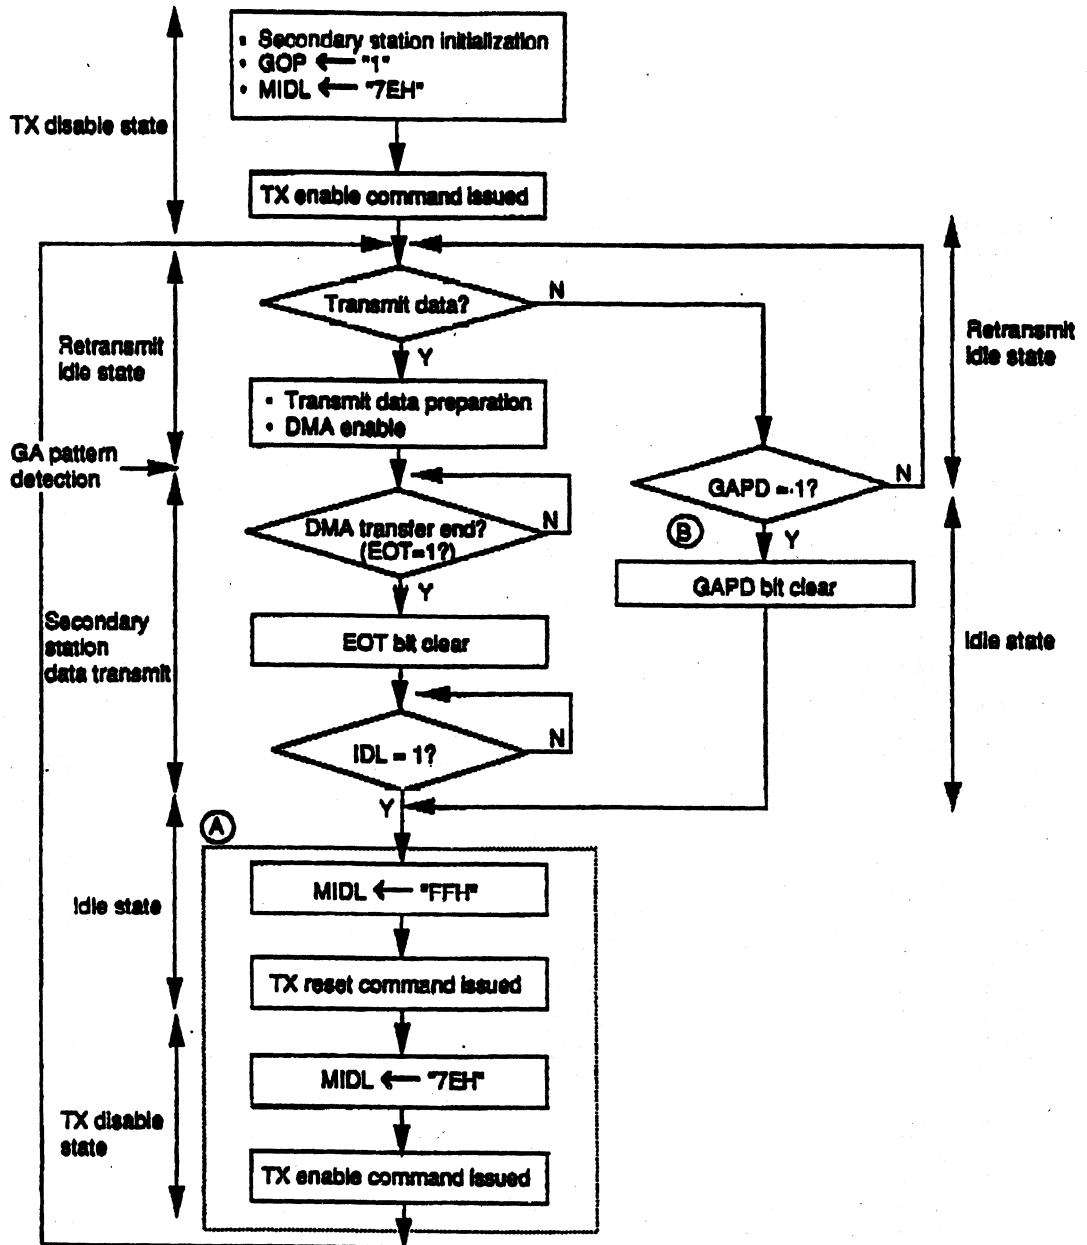 • Secondary station initialization
• GOP ← "1"
• MIDL ← "7EH"
TX disable state
TX enable command issued
Transmit data?
N
Y
Retransmit
idle state
Retransmit
idle state
• Transmit data preparation
• DMA enable
GA pattern
detection
GAPD = 1?
N
B
Y
DMA transfer end?
(EOT=1?)
N
Y
GAPD bit clear
Secondary
station
data transmit
EOT bit clear
Idle state
IDL = 1?
N
Y
A
MIDL ← "FFH"
Idle state
TX reset command issued
MIDL ← "7EH"
TX disable
state
TX enable command issued